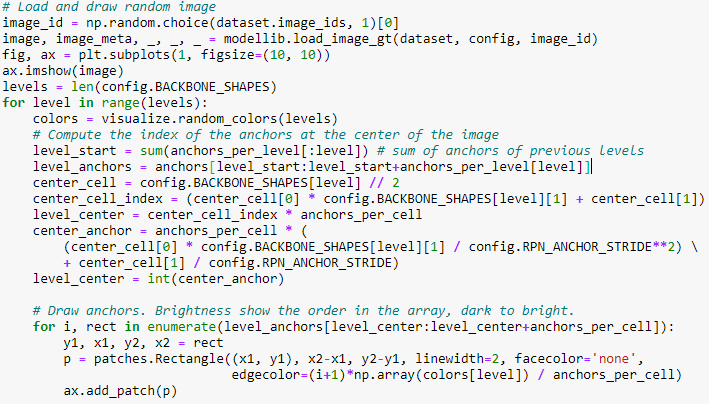 # Load and draw random image
image_id = np.random.choice(dataset.image_ids, 1)[0]
image, image_meta, _, _, _ = modellib.load_image_gt(dataset, config, image_id)
fig, ax = plt.subplots(1, figsize=(10, 10))
ax.imshow(image)
levels = len(config.BACKBONE_SHAPES)
for level in range(levels):
    colors = visualize.random_colors(levels)
    # Compute the index of the anchors at the center of the image
    level_start = sum(anchors_per_level[:level]) # sum of anchors of previous levels
    level_anchors = anchors[level_start:level_start+anchors_per_level[level]]
    center_cell = config.BACKBONE_SHAPES[level] // 2
    center_cell_index = (center_cell[0] * config.BACKBONE_SHAPES[level][1] + center_cell[1])
    level_center = center_cell_index * anchors_per_cell
    center_anchor = anchors_per_cell * (
        (center_cell[0] * config.BACKBONE_SHAPES[level][1] / config.RPN_ANCHOR_STRIDE**2) \
        + center_cell[1] / config.RPN_ANCHOR_STRIDE)
    level_center = int(center_anchor)

    # Draw anchors. Brightness show the order in the array, dark to bright.
    for i, rect in enumerate(level_anchors[level_center:level_center+anchors_per_cell]):
        y1, x1, y2, x2 = rect
        p = patches.Rectangle((x1, y1), x2-x1, y2-y1, linewidth=2, facecolor='none',
                              edgecolor=(i+1)*np.array(colors[level]) / anchors_per_cell)
        ax.add_patch(p)